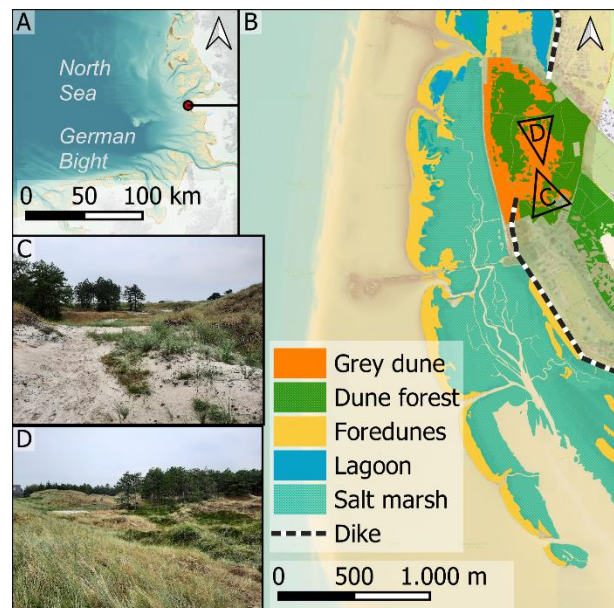 A
North
Sea
German
Bight
0 50 100 km
B
D
C
C
D
Grey dune
Dune forest
Foredunes
Lagoon
Salt marsh
Dike
0 500 1.000 m